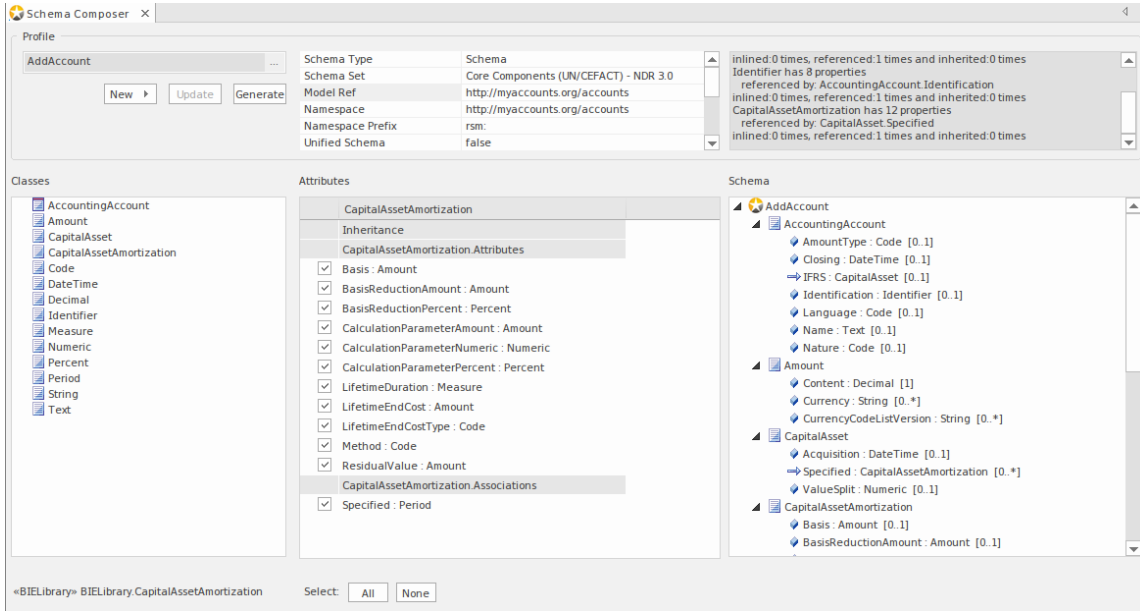 Schema Composer
Profile
AddAccount
...
New
Update
Generate
Schema Type Schema
Schema Set Core Components (UN/CEFACT) - NDR 3.0
Model Ref http://myaccounts.org/accounts
Namespace http://myaccounts.org/accounts
Namespace Prefix rsm:
Unified Schema false
inlined:0 times, referenced:1 times and inherited:0 times
Identifier has 8 properties
referenced by: AccountingAccount.Identification
inlined:0 times, referenced:1 times and inherited:0 times
CapitalAssetAmortization has 12 properties
referenced by: CapitalAsset.Specified
inlined:0 times, referenced:1 times and inherited:0 times
Classes
AccountingAccount
Amount
CapitalAsset
CapitalAssetAmortization
Code
DateTime
Decimal
Identifier
Measure
Numeric
Percent
Period
String
Text
Attributes
CapitalAssetAmortization
Inheritance
CapitalAssetAmortization.Attributes
Basis : Amount
BasisReductionAmount : Amount
BasisReductionPercent : Percent
CalculationParameterAmount : Amount
CalculationParameterNumeric : Numeric
CalculationParameterPercent : Percent
LifetimeDuration : Measure
LifetimeEndCost : Amount
LifetimeEndCostType : Code
Method : Code
ResidualValue : Amount
CapitalAssetAmortization.Associations
Specified : Period
Schema
AddAccount
AccountingAccount
AmountType : Code [0..1]
Closing : DateTime [0..1]
IFRS : CapitalAsset [0..1]
Identification : Identifier [0..1]
Language : Code [0..1]
Name : Text [0..1]
Nature : Code [0..1]
Amount
Content : Decimal [1]
Currency : String [0..*]
CurrencyCodeListVersion : String [0..*]
CapitalAsset
Acquisition : DateTime [0..1]
Specified : CapitalAssetAmortization [0..*]
ValueSplit : Numeric [0..1]
CapitalAssetAmortization
Basis : Amount [0..1]
BasisReductionAmount : Amount [0..1]
«BIELibrary» BIELibrary.CapitalAssetAmortization
Select: All None